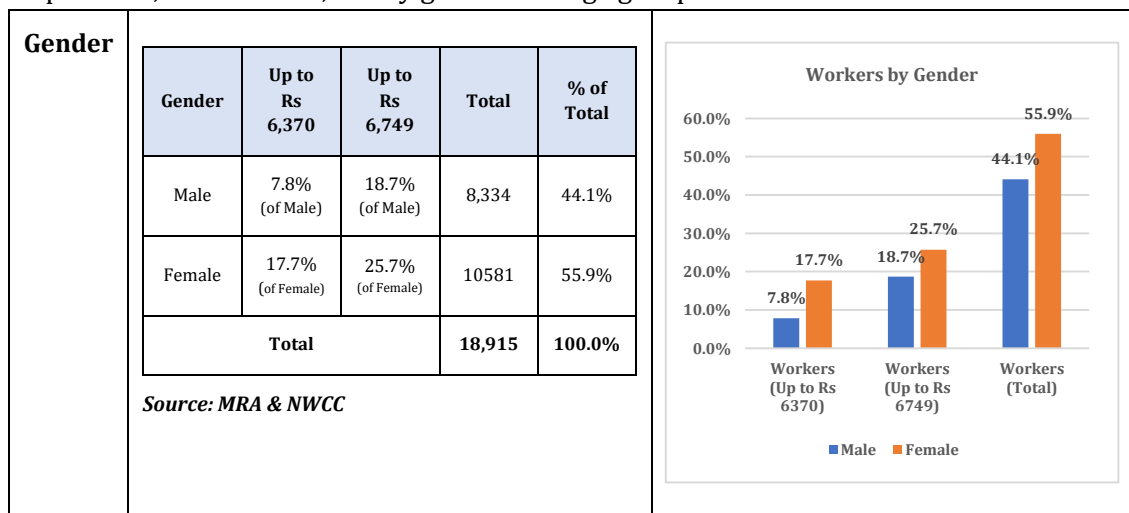 Gender
Gender
Up to
Rs
6,370
Up to
Rs
6,749
Total
% of
Total
Male
7.8%
(of Male)
18.7%
(of Male)
8,334
44.1%
Female
17.7%
(of Female)
25.7%
(of Female)
10581
55.9%
Total
18,915
100.0%
Source: MRA & NWCC
Workers by Gender
60.0%
50.0%
40.0%
30.0%
20.0%
10.0%
0.0%
7.8%
17.7%
18.7%
25.7%
44.1%
55.9%
Workers
(Up to Rs
6370)
Workers
(Up to Rs
6749)
Workers
(Total)
Male
Female